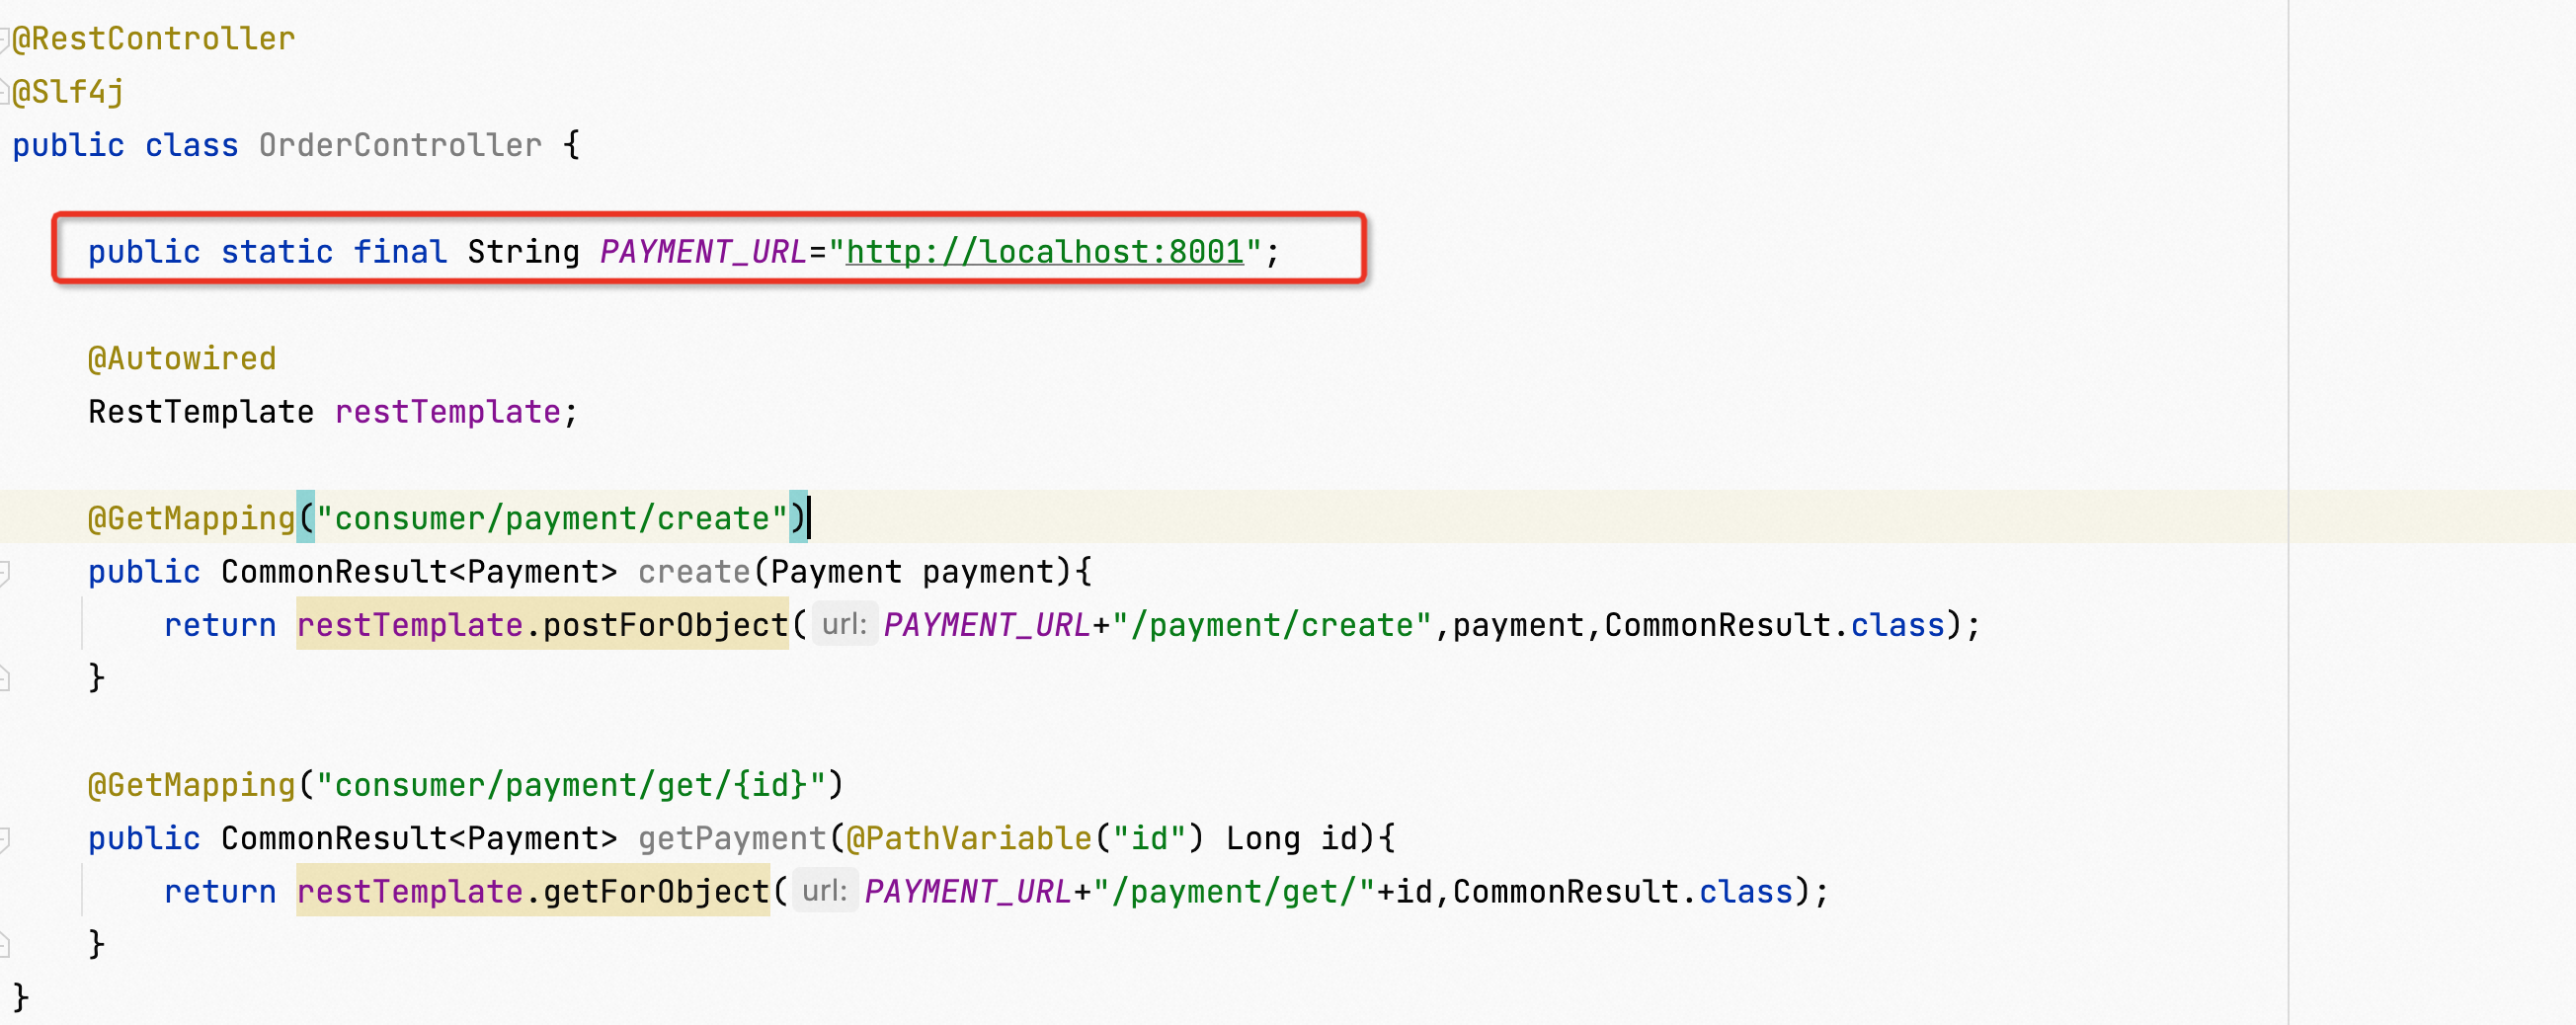 @RestController
@Slf4j
public class OrderController {
public static final String PAYMENT_URL="http://localhost:8001";
@Autowired
RestTemplate restTemplate;
@GetMapping("consumer/payment/create")
public CommonResult<Payment> create(Payment payment){
return restTemplate.postForObject( url: PAYMENT_URL+"/payment/create",payment,CommonResult.class);
}
@GetMapping("consumer/payment/get/{id}")
public CommonResult<Payment> getPayment(@PathVariable("id") Long id){
return restTemplate.getForObject( url: PAYMENT_URL+"/payment/get/"+id,CommonResult.class);
}
}